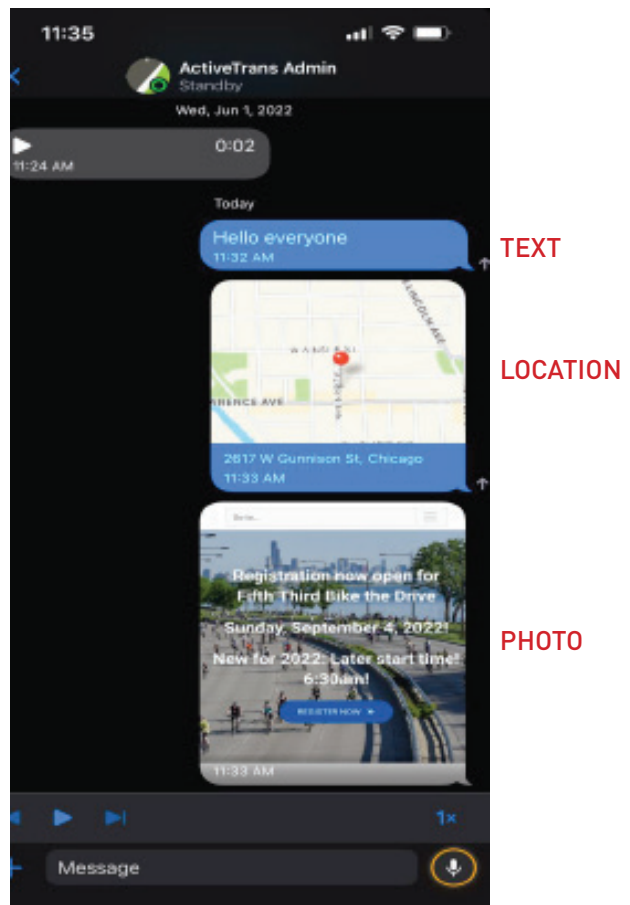 11:35
ActiveTrans Admin
Standby
Wed, Jun 1, 2022
0:02
11:24 AM
Today
Hello everyone
11:32 AM
TEXT
LINCOLN AVE
ARENCE AVE
LOCATION
2617 W Gunnison St, Chicago
11:33 AM
Registration now open for
Fifth Third Bike the Drive
Sunday, September 4, 2022!
New for 2022: Later start time!
6:30am!
PHOTO
REGISTER NOW
11:33 AM
1×
Message